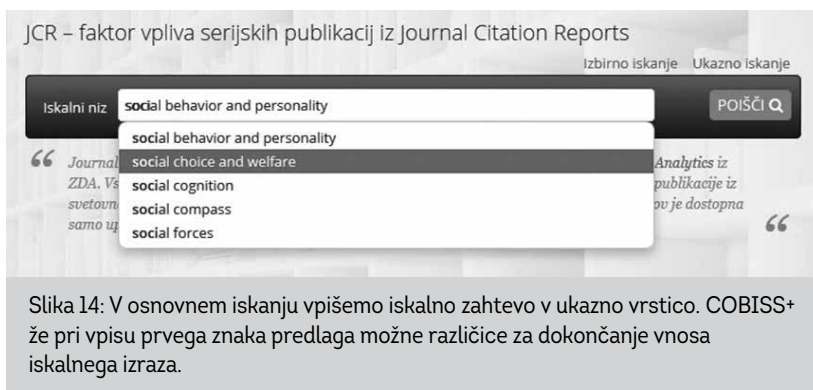 JCR – faktor vpliva serijskih publikacij iz Journal Citation Reports
Izbirno iskanje Ukazno iskanje
Iskalni niz social behavior and personality POIŠČI
social behavior and personality
“ Journal social choice and welfare Analytics iz
ZDA. Vs social cognition publikacije iz
svetovn social compass ov je dostopna
samo up social forces “
Slika 14: V osnovnem iskanju vpišemo iskalno zahtevo v ukazno vrstico. COBISS+
že pri vpisu prvega znaka predlaga možne različice za dokončanje vnosa
iskalnega izraza.